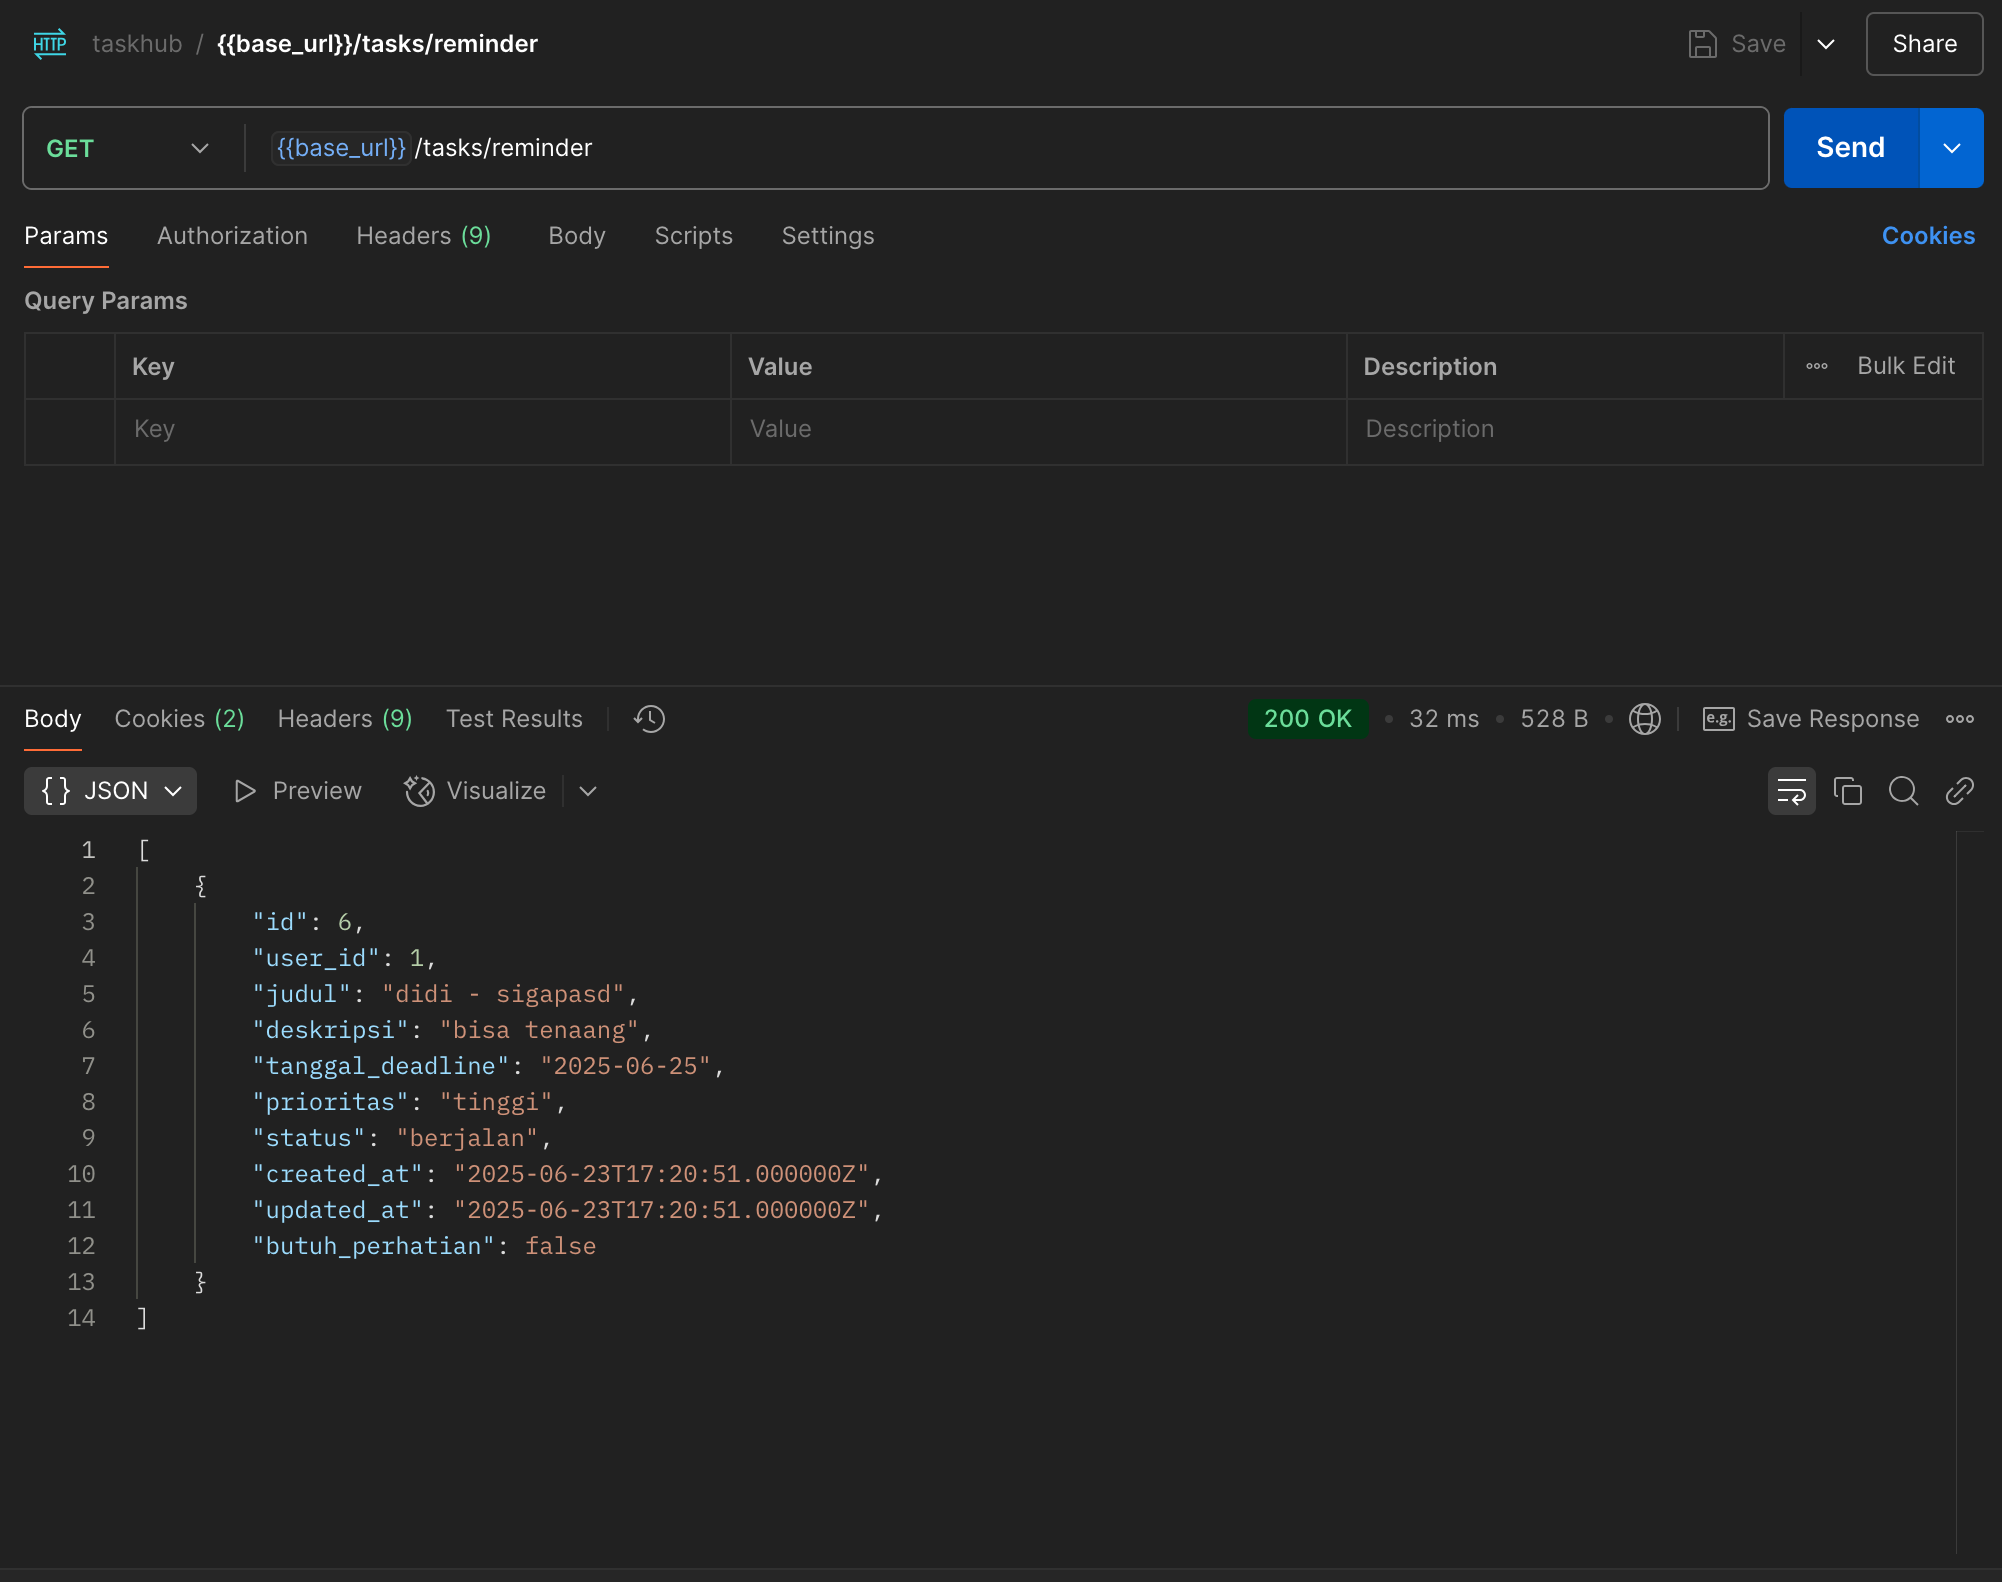 HTTP taskhub / {{base_url}}/tasks/reminder Save Share
GET {{base_url}}/tasks/reminder Send
Params Authorization Headers (9) Body Scripts Settings Cookies
Query Params
Key Value Description Bulk Edit
Key Value Description
Body Cookies (2) Headers (9) Test Results 200 OK • 32 ms • 528 B • e.g. Save Response
{} JSON Preview Visualize
1 [
2 {
3 "id": 6,
4 "user_id": 1,
5 "judul": "didi - sigapasd",
6 "deskripsi": "bisa tenaang",
7 "tanggal_deadline": "2025-06-25",
8 "prioritas": "tinggi",
9 "status": "berjalan",
10 "created_at": "2025-06-23T17:20:51.000000Z",
11 "updated_at": "2025-06-23T17:20:51.000000Z",
12 "butuh_perhatian": false
13 }
14 ]